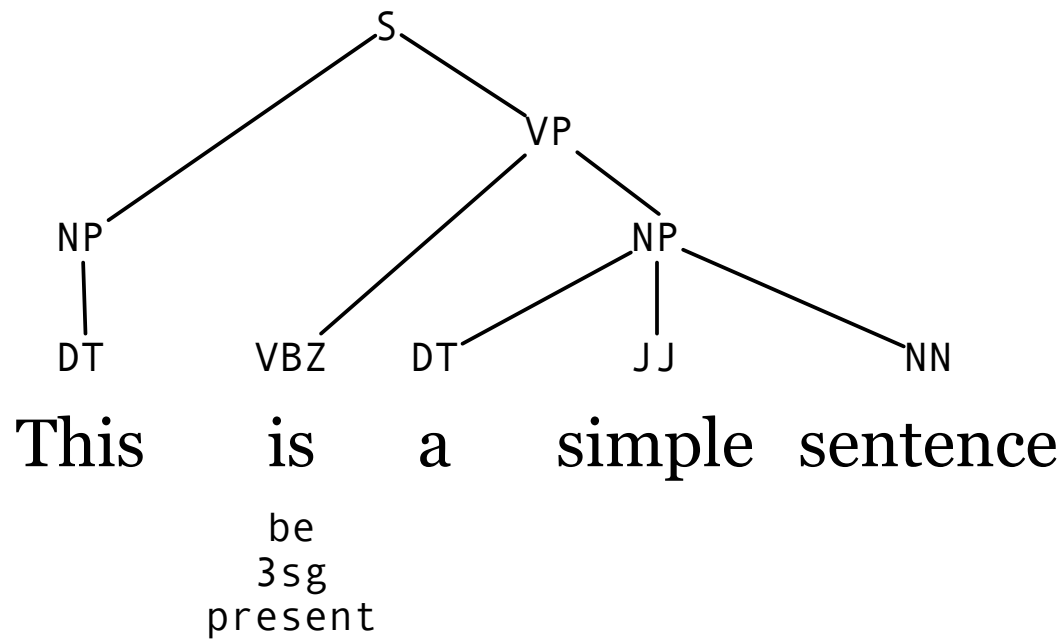 S
VP
NP NP
DT VBZ DT JJ NN
This is a simple sentence
be
3sg
present